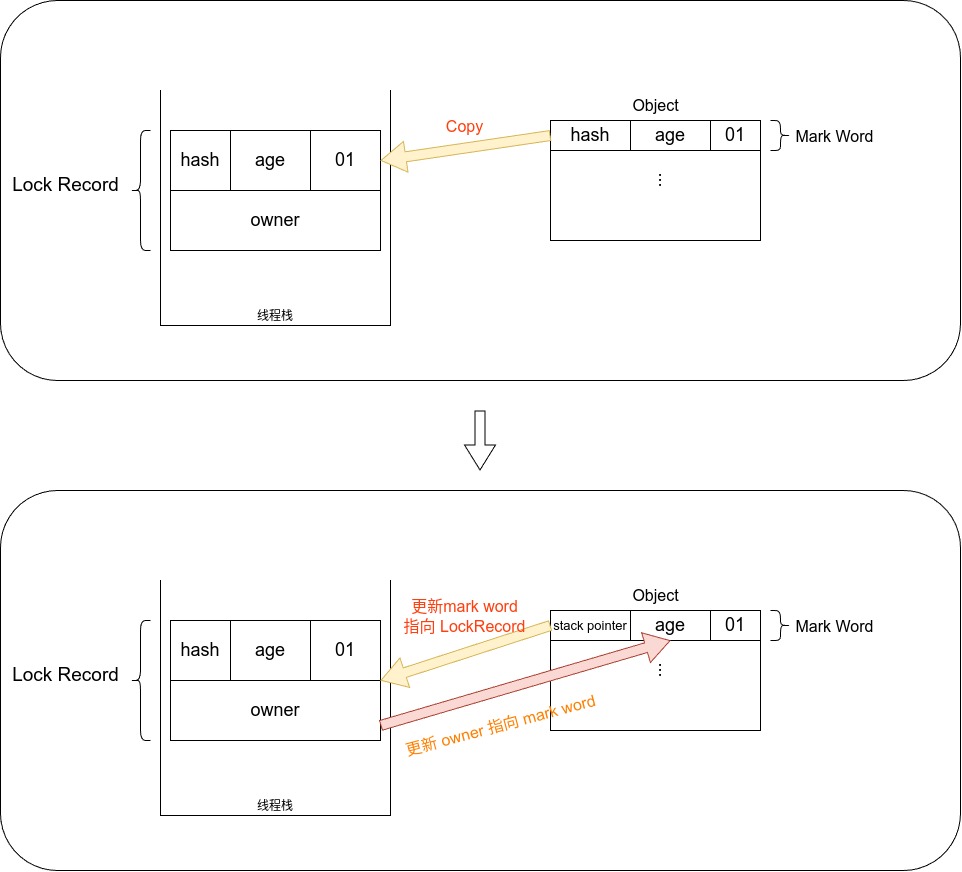 Object
Copy
hash age 01
Mark Word
hash age 01
Lock Record
owner
线程栈
Object
更新mark word
指向 LockRecord
stack pointer age 01
Mark Word
hash age 01
Lock Record
owner
更新 owner 指向 mark word
线程栈